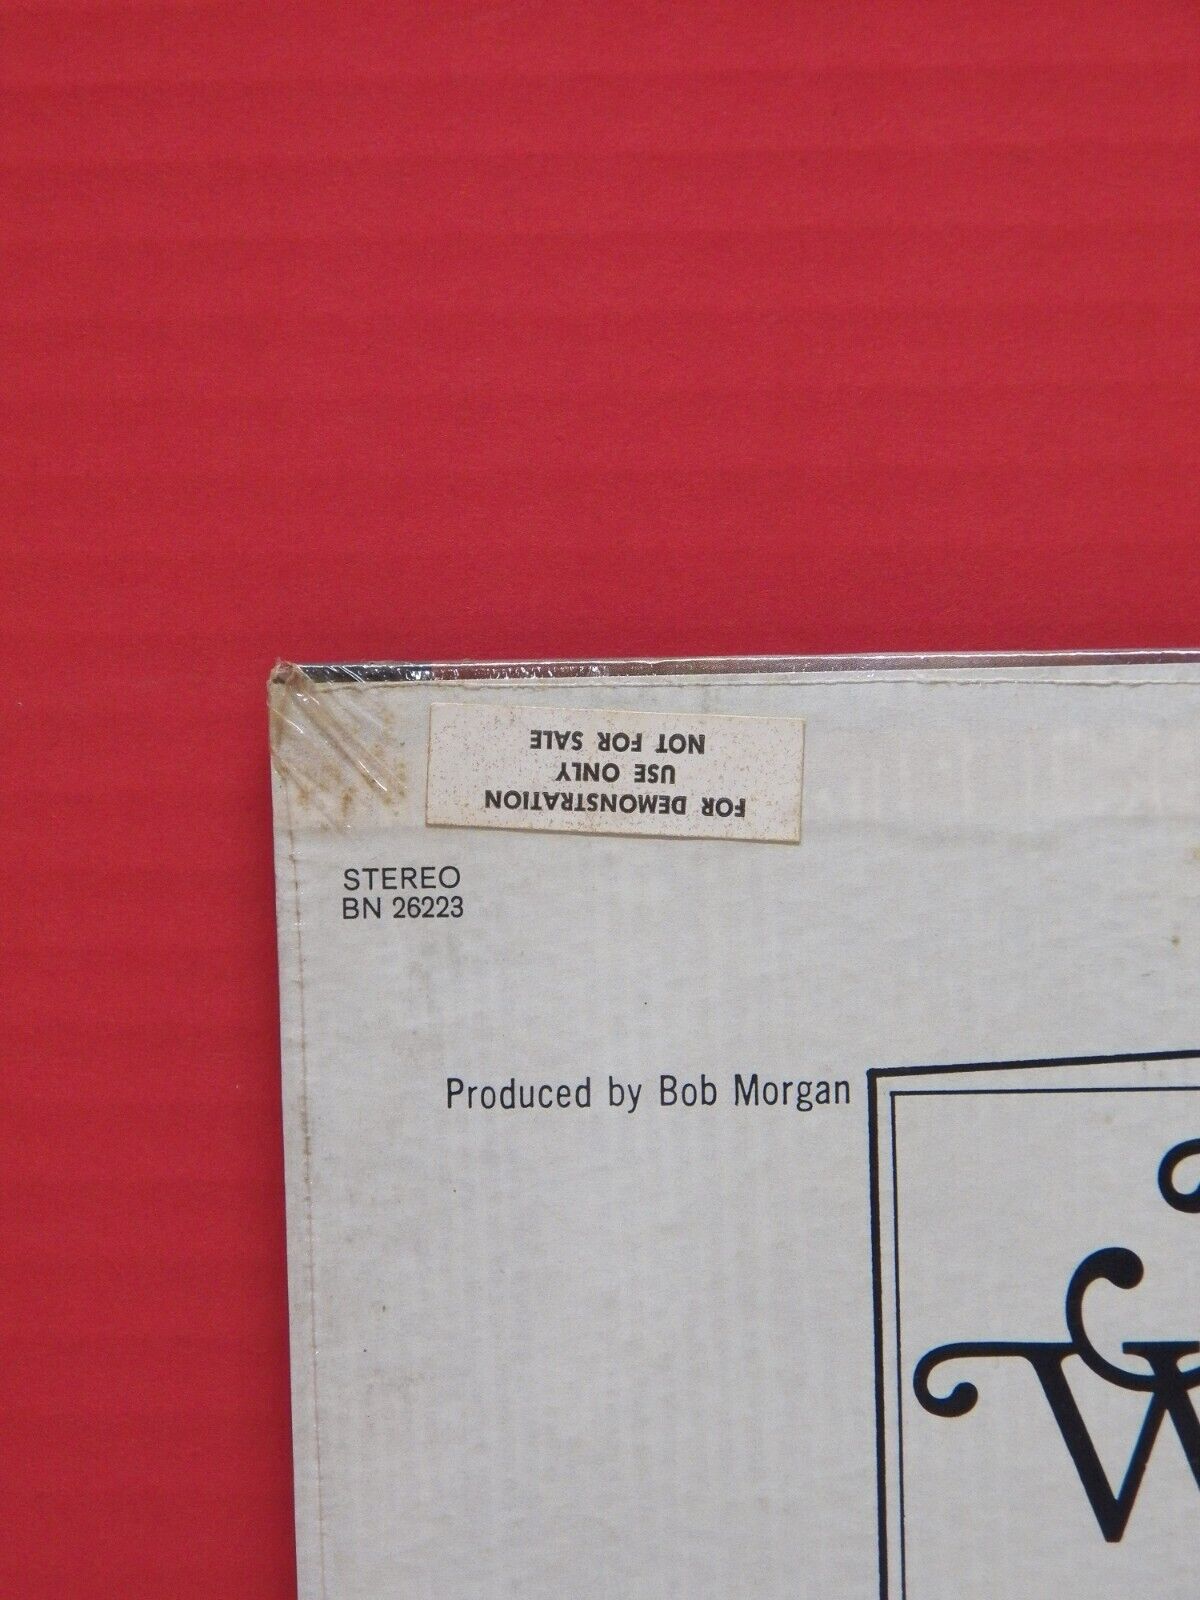 FOR DEMONSTRATION
USE ONLY
NOT FOR SALE
STEREO
BN 26223
Produced by Bob Morgan
W